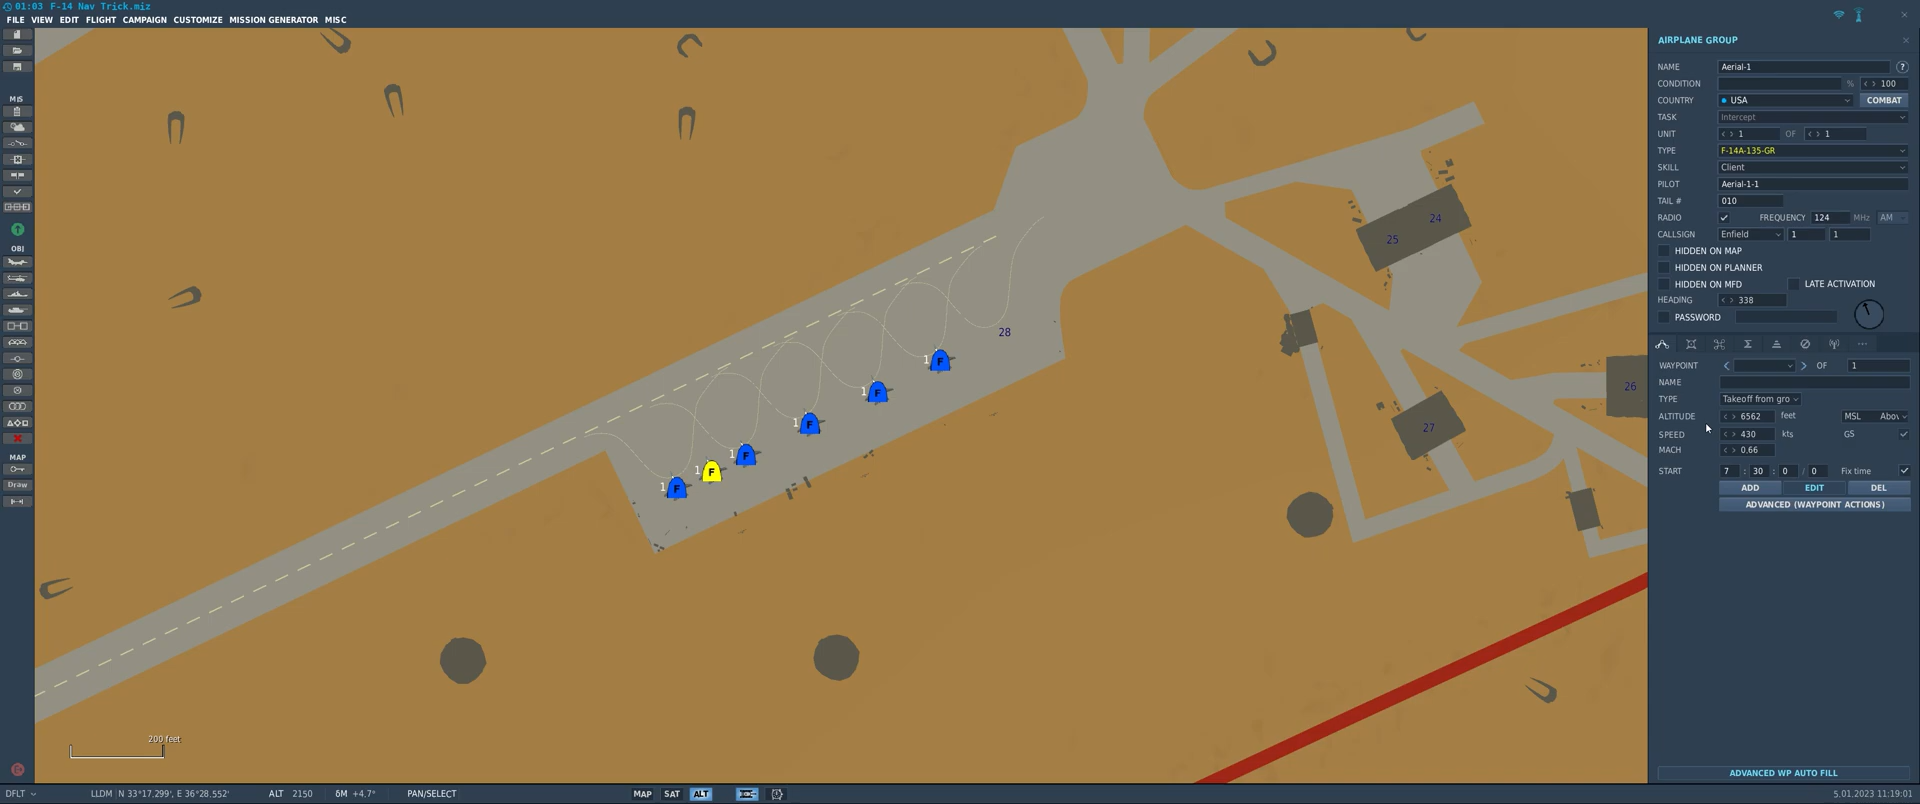 01:03 F-14 Nav Trick.miz
FILE VIEW EDIT FLIGHT CAMPAIGN CUSTOMIZE MISSION GENERATOR MISC
MIS
OBJ
MAP
Draw
24
25
26
27
28
1 F
1 F
1 F
1 F
1 F
1 F
200 feet
AIRPLANE GROUP
NAME Aerial-1 ?
CONDITION % < > 100
COUNTRY USA COMBAT
TASK Intercept
UNIT < > 1 OF < > 1
TYPE F-14A-135-GR
SKILL Client
PILOT Aerial-1-1
TAIL # 010
RADIO FREQUENCY 124 MHz AM
CALLSIGN Enfield 1 1
HIDDEN ON MAP
HIDDEN ON PLANNER
HIDDEN ON MFD LATE ACTIVATION
HEADING < > 338
PASSWORD
WAYPOINT < > OF 1
NAME
TYPE Takeoff from gro
ALTITUDE < > 6562 feet MSL Abov
SPEED < > 430 kts GS
MACH < > 0.66
START 7 : 30 : 0 / 0 Fix time
ADD EDIT DEL
ADVANCED (WAYPOINT ACTIONS)
ADVANCED WP AUTO FILL
DFLT LLDM N 33°17.299', E 36°28.552' ALT 2150 δM +4.7° PAN/SELECT MAP SAT ALT 5.01.2023 11:19:01